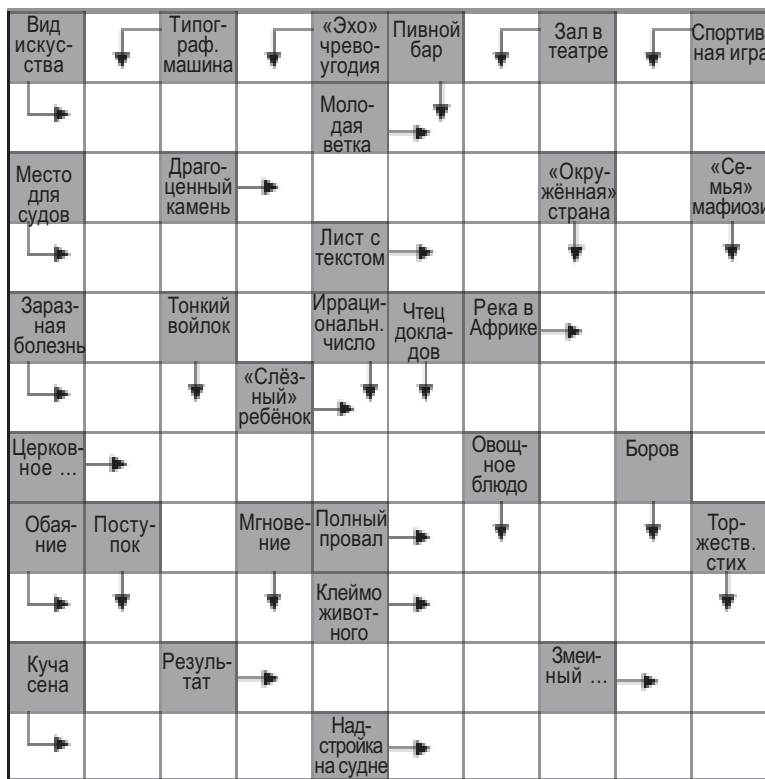 Вид
искус-
ства
Типог-
раф.
машина
«Эхо»
чрево-
угодия
Пивной
бар
Зал в
театре
Спортив
ная игра
Моло-
дая
ветка
Место
для
судов
Драго-
ценный
камень
«Окру-
жённая»
страна
«Се-
мья»
мафиози
Лист с
текстом
Зараз-
ная
болезнь
Тонкий
войлок
Ирраци-
ональн.
число
Чтец
докла-
дов
Река в
Африке
«Слёз-
ный»
ребёнок
Церков-
ное ...
Овощ-
ное
блюдо
Боров
Обая-
ние
Посту-
пок
Мгнове-
ние
Полный
провал
Тор-
жеств.
стих
Клеймо
живот-
ного
Куча
сена
Резуль-
тат
Змеи-
ный ...
Над-
стройка
на судне